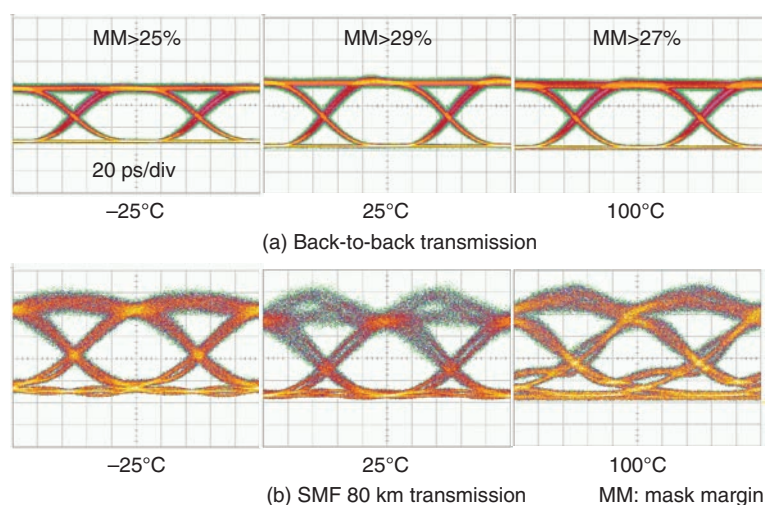 MM>25%
MM>29%
MM>27%
20 ps/div
–25°C
25°C
100°C
(a) Back-to-back transmission
–25°C
25°C
100°C
(b) SMF 80 km transmission
MM: mask margin